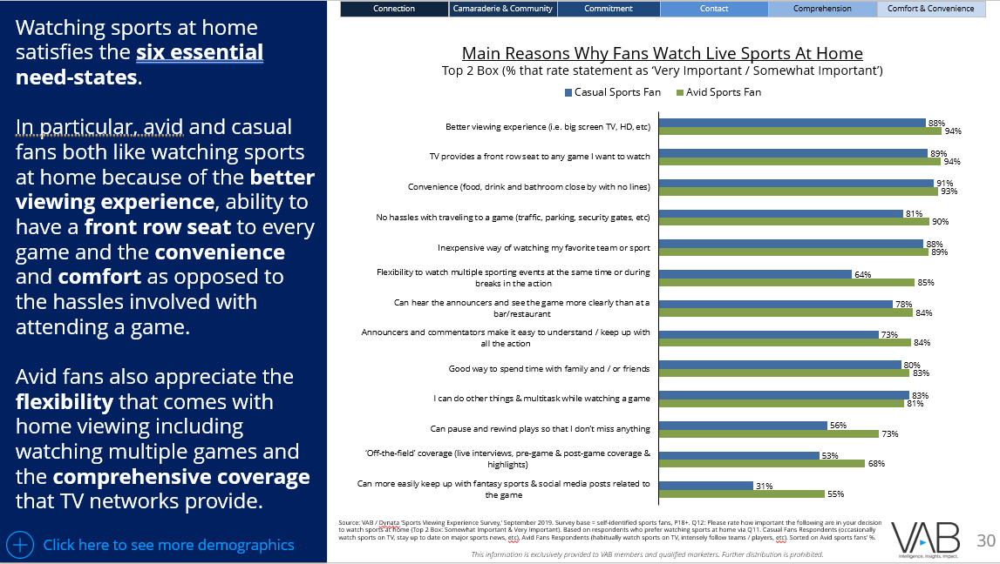 Watching sports at home
satisfies the six essential
need-states.
In particular, avid and casual
fans both like watching sports
at home because of the better
viewing experience, ability to
have a front row seat to every
game and the convenience
and comfort as opposed to
the hassles involved with
attending a game.
Avid fans also appreciate the
flexibility that comes with
home viewing including
watching multiple games and
the comprehensive coverage
that TV networks provide.
Click here to see more demographics
Connection
Camaraderie & Community
Commitment
Contact
Comprehension
Comfort & Convenience
Main Reasons Why Fans Watch Live Sports At Home
Top 2 Box (% that rate statement as ‘Very Important / Somewhat Important’)
Casual Sports Fan
Avid Sports Fan
Better viewing experience (i.e. big screen TV, HD, etc)
88%
94%
TV provides a front row seat to any game I want to watch
89%
94%
Convenience (food, drink and bathroom close by with no lines)
91%
93%
No hassles with traveling to a game (traffic, parking, security gates, etc)
81%
90%
Inexpensive way of watching my favorite team or sport
88%
89%
Flexibility to watch multiple sporting events at the same time or during
breaks in the action
64%
85%
Can hear the announcers and see the game more clearly than at a
bar/restaurant
78%
84%
Announcers and commentators make it easy to understand / keep up with
all the action
73%
84%
Good way to spend time with family and / or friends
80%
83%
I can do other things & multitask while watching a game
83%
81%
Can pause and rewind plays so that I don’t miss anything
56%
73%
‘Off-the-field’ coverage (live interviews, pre-game & post-game coverage &
highlights)
53%
68%
Can more easily keep up with fantasy sports & social media posts related to
the game
31%
55%
Source: VAB / Dynata ‘Sports Viewing Experience Survey,’ September 2019. Survey base = self-identified sports fans, P18+. Q12: Please rate how important the following are in your decision
to watch sports at home (Top 2 Box: Somewhat Important & Very Important). Based on respondents who prefer watching sports at home via Q11. Casual Fans Respondents (occasionally
watch sports on TV, stay up to date on major sports news, etc), Avid Fans Respondents (habitually watch sports on TV, intensely follow teams / players, etc). Sorted on Avid sports fans’ %.
This information is exclusively provided to VAB members and qualified marketers. Further distribution is prohibited.
VAB
Intelligence. Insights. Impact.
30